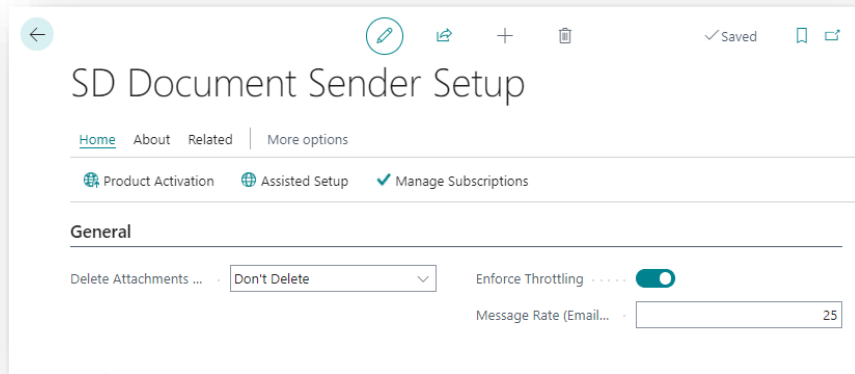 Saved
SD Document Sender Setup
Home About Related More options
Product Activation Assisted Setup Manage Subscriptions
General
Delete Attachments ... Don't Delete Enforce Throttling
Message Rate (Email... 25